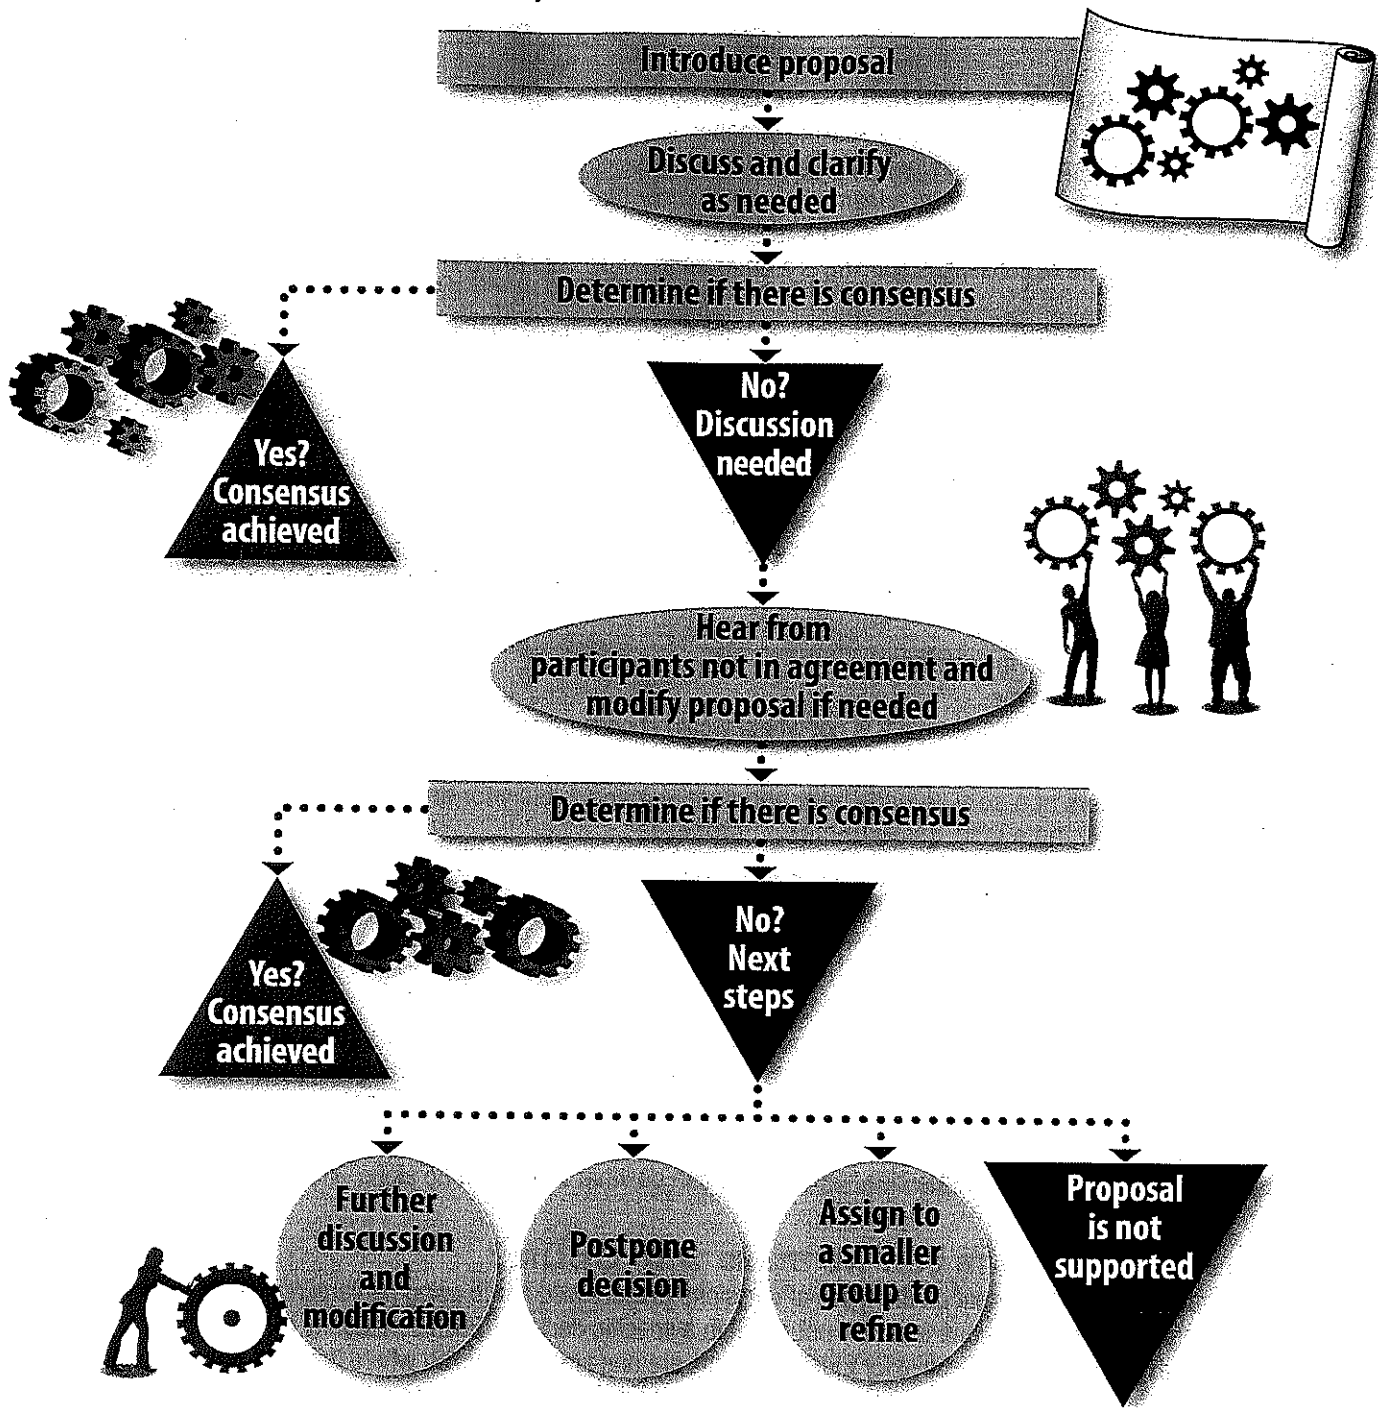 Introduce proposal
Discuss and clarify
as needed
Determine if there is consensus
Yes?
Consensus
achieved
No?
Discussion
needed
Hear from
participants not in agreement and
modify proposal if needed
Determine if there is consensus
Yes?
Consensus
achieved
No?
Next
steps
Further
discussion
and
modification
Postpone
decision
Assign to
a smaller
group to
refine
Proposal
is not
supported